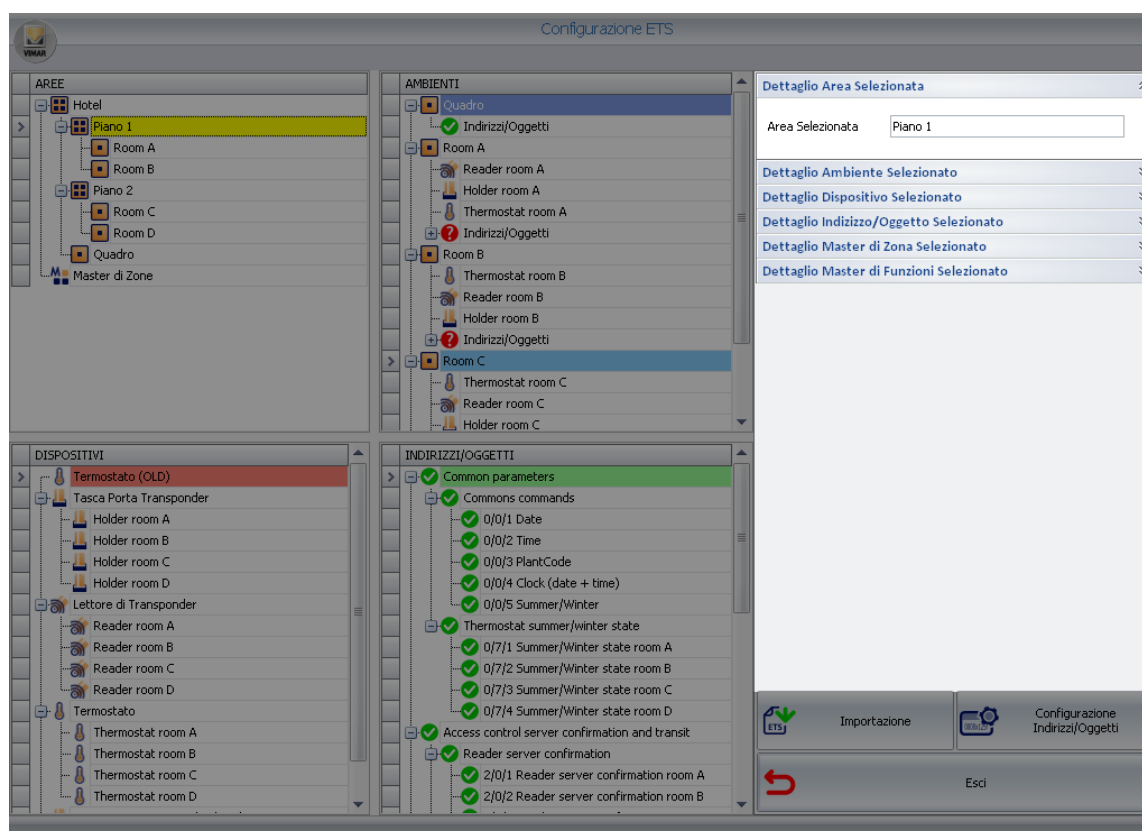 Configurazione ETS
VIMAR
AREE
Hotel
Piano 1
Room A
Room B
Piano 2
Room C
Room D
Quadro
Master di Zone
AMBIENTI
Quadro
Indirizzi/Oggetti
Room A
Reader room A
Holder room A
Thermostat room A
Indirizzi/Oggetti
Room B
Thermostat room B
Reader room B
Holder room B
Indirizzi/Oggetti
Room C
Thermostat room C
Reader room C
Holder room C
Dettaglio Area Selezionata
Area Selezionata Piano 1
Dettaglio Ambiente Selezionato
Dettaglio Dispositivo Selezionato
Dettaglio Indizizzo/Oggetto Selezionato
Dettaglio Master di Zona Selezionato
Dettaglio Master di Funzioni Selezionato
DISPOSITIVI
Termostato (OLD)
Tasca Porta Transponder
Holder room A
Holder room B
Holder room C
Holder room D
Lettore di Transponder
Reader room A
Reader room B
Reader room C
Reader room D
Termostato
Thermostat room A
Thermostat room B
Thermostat room C
Thermostat room D
INDIRIZZI/OGGETTI
Common parameters
Commons commands
0/0/1 Date
0/0/2 Time
0/0/3 PlantCode
0/0/4 Clock (date + time)
0/0/5 Summer/Winter
Thermostat summer/winter state
0/7/1 Summer/Winter state room A
0/7/2 Summer/Winter state room B
0/7/3 Summer/Winter state room C
0/7/4 Summer/Winter state room D
Access control server confirmation and transit
Reader server confirmation
2/0/1 Reader server confirmation room A
2/0/2 Reader server confirmation room B
ETS
Importazione
Configurazione
Indirizzi/Oggetti
Esci